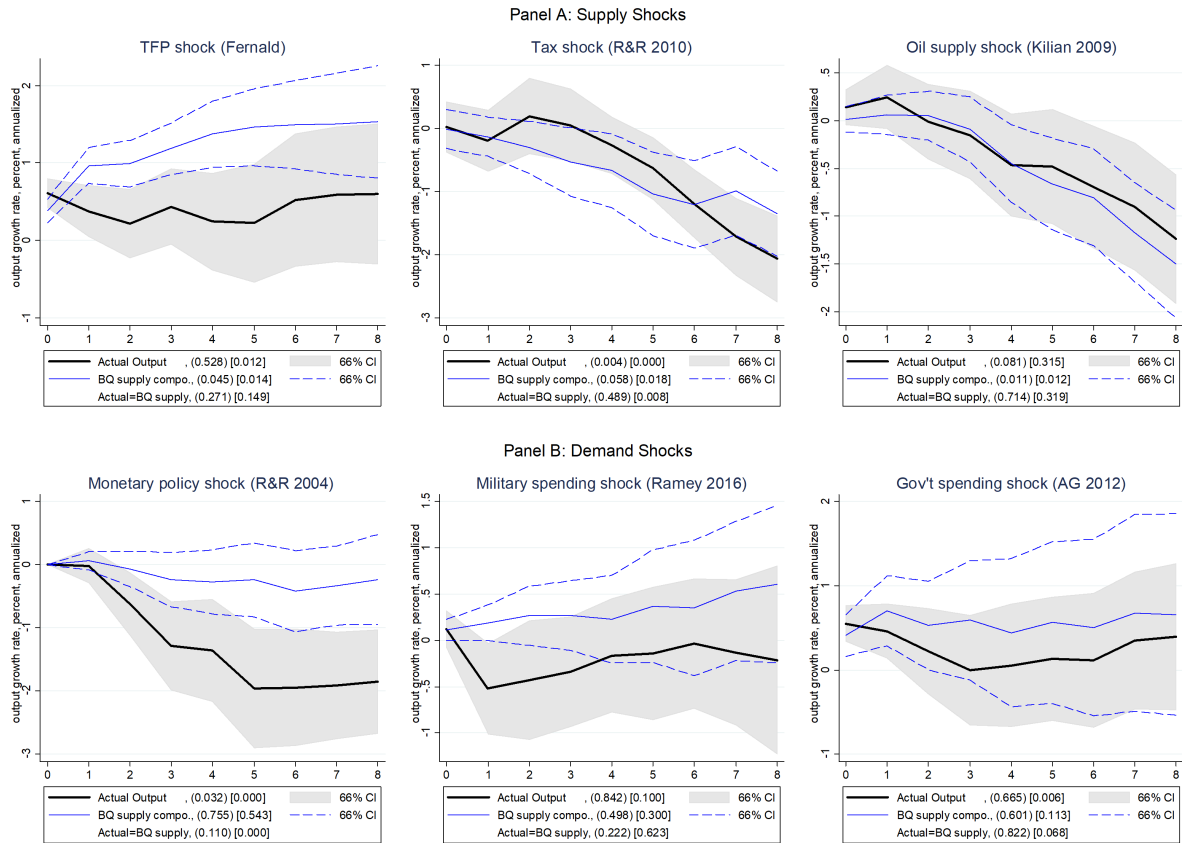 Panel A: Supply Shocks
TFP shock (Fernald)
output growth rate, percent, annualized
2
1
0
-1
0 1 2 3 4 5 6 7 8
Actual Output , (0.528) [0.012] 66% CI
BQ supply compo., (0.045) [0.014] 66% CI
Actual=BQ supply, (0.271) [0.149]
Tax shock (R&R 2010)
output growth rate, percent, annualized
1
0
-1
-2
-3
0 1 2 3 4 5 6 7 8
Actual Output , (0.004) [0.000] 66% CI
BQ supply compo., (0.058) [0.018] 66% CI
Actual=BQ supply, (0.489) [0.008]
Oil supply shock (Kilian 2009)
output growth rate, percent, annualized
.5
0
-.5
-1
-1.5
-2
0 1 2 3 4 5 6 7 8
Actual Output , (0.081) [0.315] 66% CI
BQ supply compo., (0.011) [0.012] 66% CI
Actual=BQ supply, (0.714) [0.319]
Panel B: Demand Shocks
Monetary policy shock (R&R 2004)
output growth rate, percent, annualized
1
0
-1
-2
-3
0 1 2 3 4 5 6 7 8
Actual Output , (0.032) [0.000] 66% CI
BQ supply compo., (0.755) [0.543] 66% CI
Actual=BQ supply, (0.110) [0.000]
Military spending shock (Ramey 2016)
output growth rate, percent, annualized
1.5
1
.5
0
-.5
-1
0 1 2 3 4 5 6 7 8
Actual Output , (0.842) [0.100] 66% CI
BQ supply compo., (0.498) [0.300] 66% CI
Actual=BQ supply, (0.222) [0.623]
Gov't spending shock (AG 2012)
output growth rate, percent, annualized
2
1
0
-1
0 1 2 3 4 5 6 7 8
Actual Output , (0.665) [0.006] 66% CI
BQ supply compo., (0.601) [0.113] 66% CI
Actual=BQ supply, (0.822) [0.068]